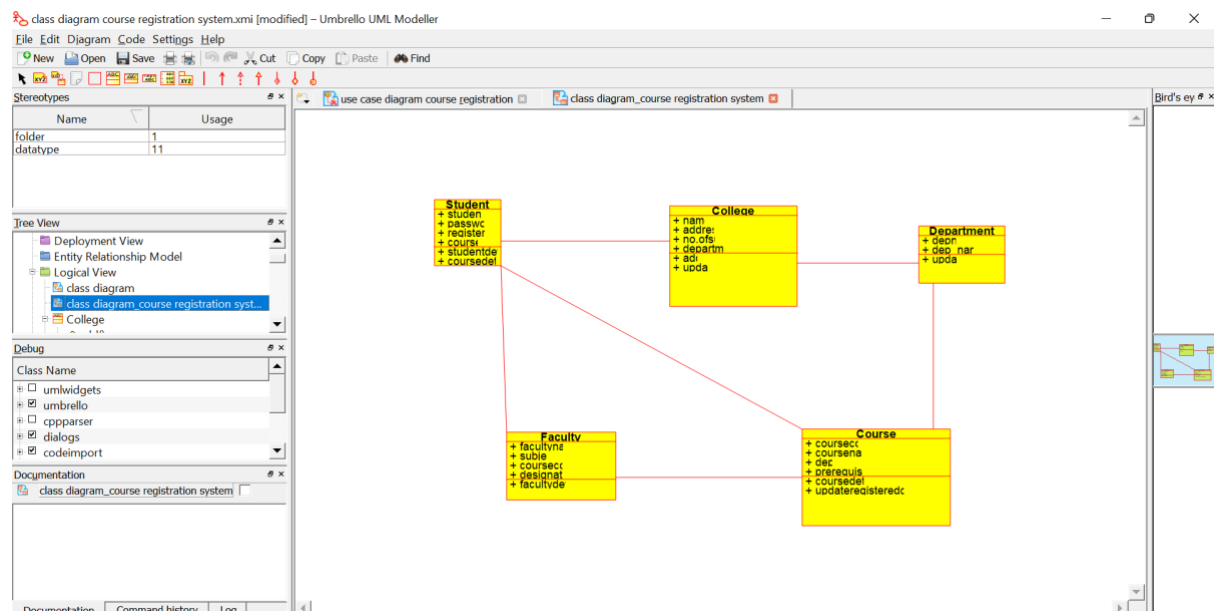 class diagram course registration system.xmi [modified] – Umbrello UML Modeller
File Edit Diagram Code Settings Help
New Open Save Cut Copy Paste Find
Stereotypes
Name Usage
folder 1
datatype 11
Tree View
Deployment View
Entity Relationship Model
Logical View
class diagram
class diagram_course registration syst...
College
Debug
Class Name
umlwidgets
umbrello
cppparser
dialogs
codeimport
Documentation
class diagram_course registration system
Documentation Command history Log
use case diagram course registration
class diagram_course registration system
Bird's ey
Student
+ studen
+ passwc
+ register
+ course
+ studentde
+ coursedet
College
+ nam
+ addres
+ no.ofs
+ departm
+ add
+ upda
Department
+ depn
+ dep_nar
+ upda
Faculty
+ facultyna
+ subje
+ coursecc
+ designat
+ facultyde
Course
+ coursecc
+ coursena
+ dep
+ prerequis
+ coursedet
+ updateregisteredc